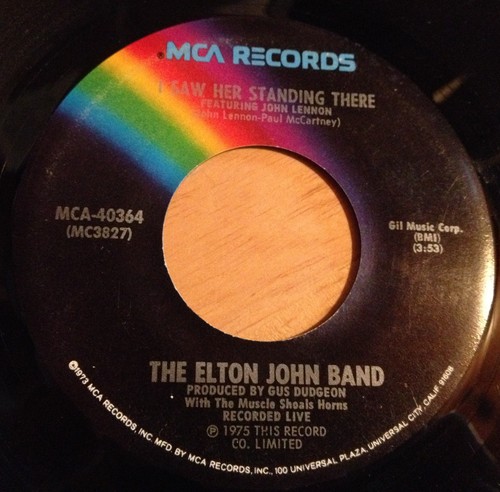 MCA RECORDS
I SAW HER STANDING THERE
FEATURING JOHN LENNON
(John Lennon-Paul McCartney)
MCA-40364
(MC3827)
Gil Music Corp.
(BMI)
(3:53)
THE ELTON JOHN BAND
PRODUCED BY GUS DUDGEON
With The Muscle Shoals Horns
RECORDED LIVE
℗ 1975 THIS RECORD
CO. LIMITED
©1973 MCA RECORDS, INC. MFD BY MCA RECORDS, INC., 100 UNIVERSAL PLAZA, UNIVERSAL CITY, CALIF. 91608